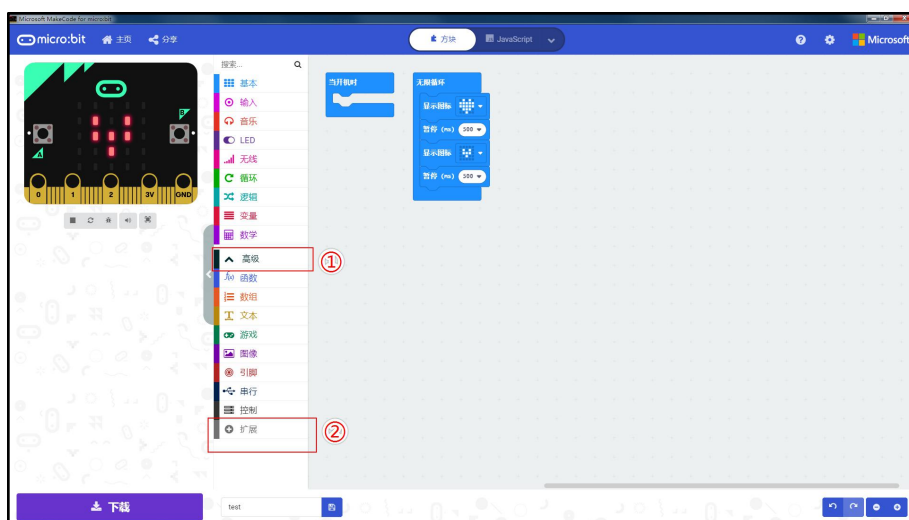 Microsoft MakeCode for micro:bit
micro:bit 主页 分享 方块 JavaScript Microsoft
搜索...
基本
输入
音乐
LED
无线
循环
逻辑
变量
数学
高级 ①
函数
数组
文本
游戏
图像
引脚
串行
控制
扩展 ②
当开机时
无限循环
显示图标
暂停 (ms) 500
显示图标
暂停 (ms) 500
A
B
0 1 2 3V GND
下载
test